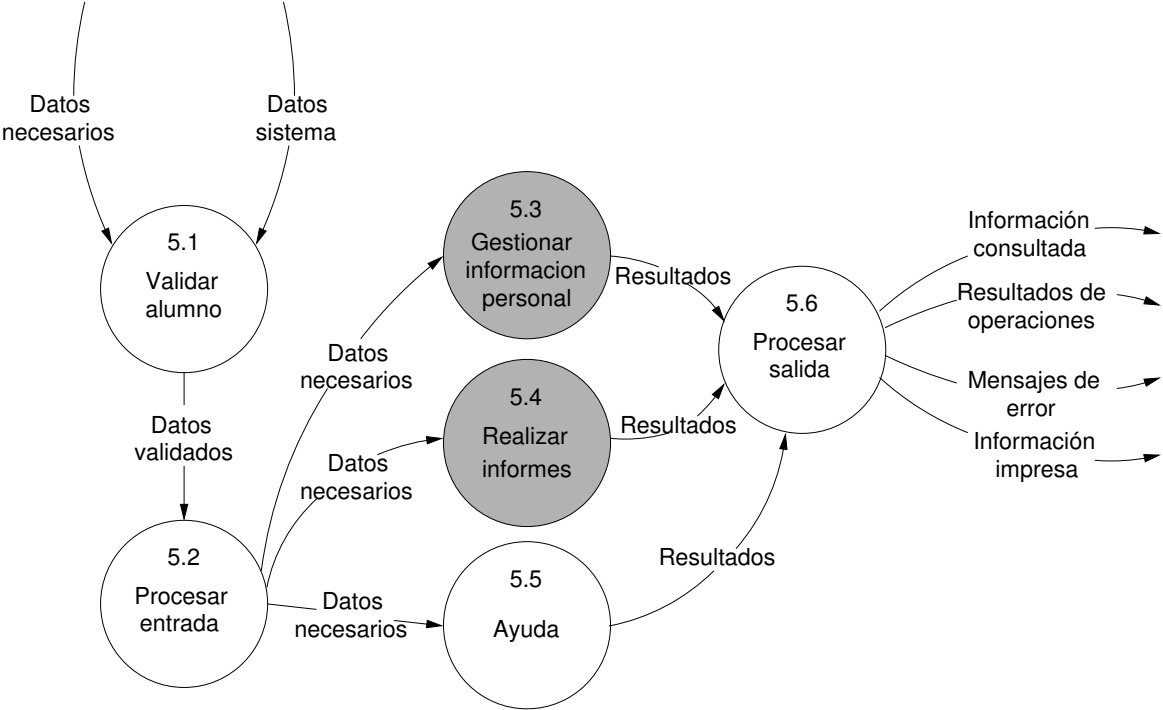 Datos
necesarios
Datos
sistema
5.1
Validar
alumno
Datos
validados
5.2
Procesar
entrada
Datos
necesarios
Datos
necesarios
Datos
necesarios
5.3
Gestionar
informacion
personal
5.4
Realizar
informes
5.5
Ayuda
Resultados
Resultados
Resultados
5.6
Procesar
salida
Información
consultada
Resultados de
operaciones
Mensajes de
error
Información
impresa